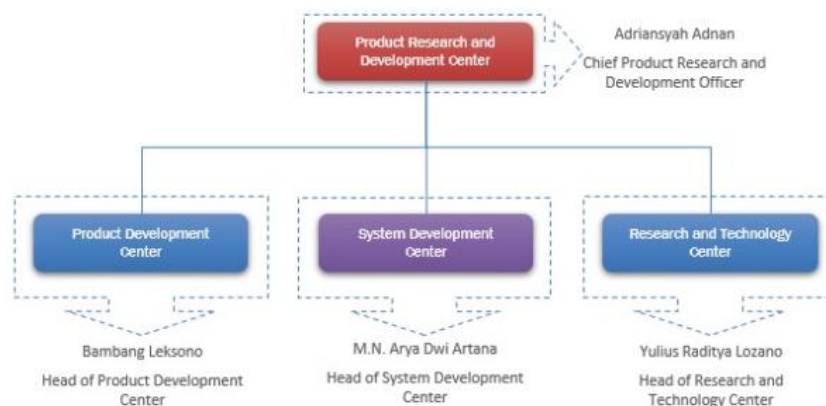 Product Research and
Development Center
Adriansyah Adnan
Chief Product Research and
Development Officer
Product Development
Center
System Development
Center
Research and Technology
Center
Bambang Leksono
Head of Product Development
Center
M.N. Arya Dwi Artana
Head of System Development
Center
Yulius Raditya Lozano
Head of Research and
Technology Center